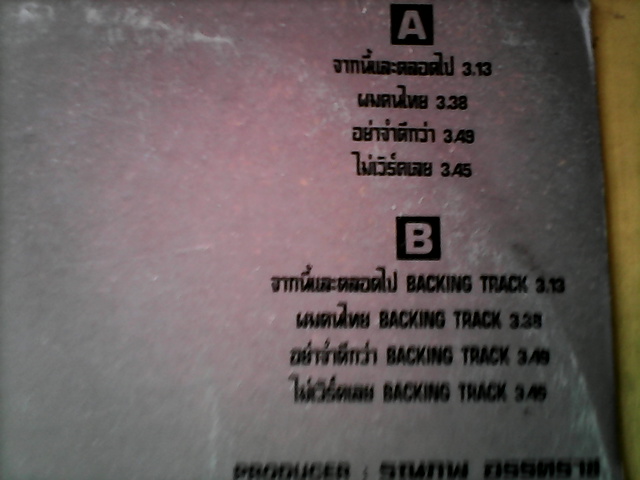 A
จากนี้และตลอดไป 3.13
ผมคนไทย 3.38
อย่าจำดีกว่า 3.49
ไม่เวิร์คเลย 3.45
B
จากนี้และตลอดไป BACKING TRACK 3.13
ผมคนไทย BACKING TRACK 3.38
อย่าจำดีกว่า BACKING TRACK 3.49
ไม่เวิร์คเลย BACKING TRACK
PRODUCER :